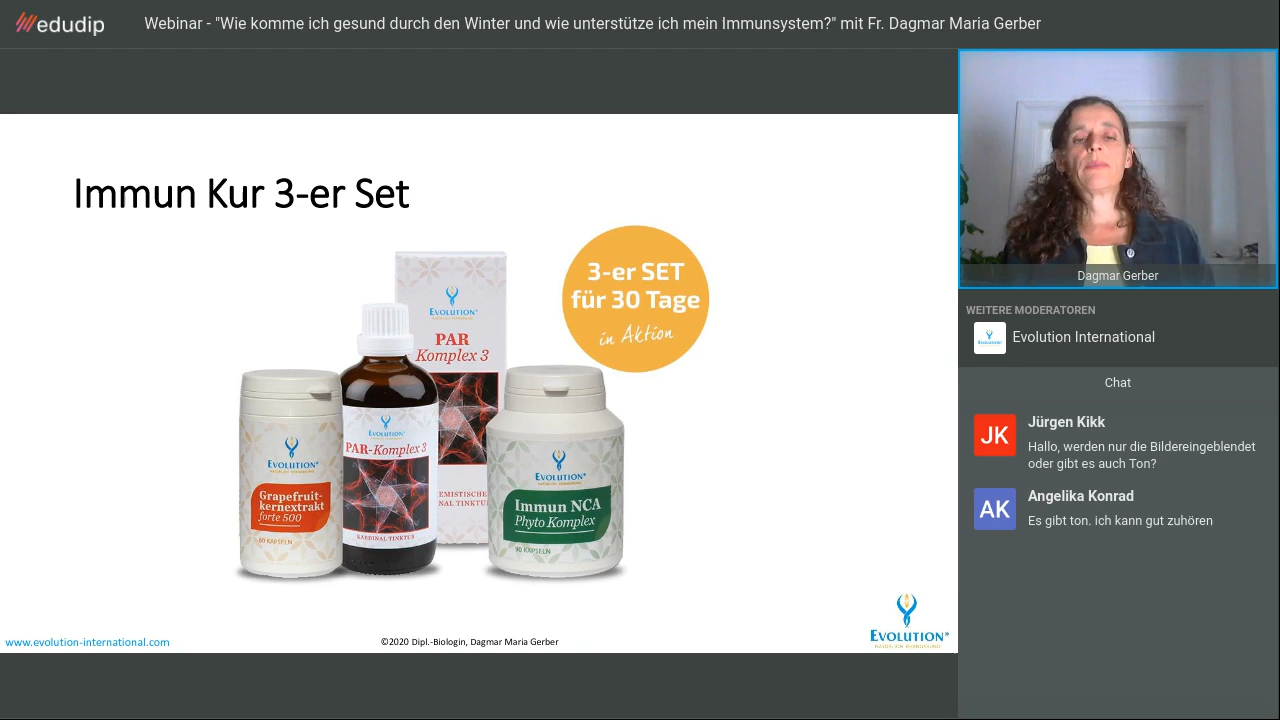 edudip
Webinar - "Wie komme ich gesund durch den Winter und wie unterstütze ich mein Immunsystem?" mit Fr. Dagmar Maria Gerber
Immun Kur 3-er Set
3-er SET
für 30 Tage
in Aktion
EVOLUTION®
PAR
Komplex 3
EVOLUTION®
PAR-Komplex 3
KARDINAL TINKTUR
EVOLUTION®
Grapefruit-
kernextrakt
forte 500
60 KAPSELN
EVOLUTION®
Immun NCA
Phyto Komplex
90 KAPSELN
EVOLUTION®
www.evolution-international.com
©2020 Dipl.-Biologin, Dagmar Maria Gerber
Dagmar Gerber
WEITERE MODERATOREN
Evolution International
Chat
JK
Jürgen Kikk
Hallo, werden nur die Bildereingeblendet
oder gibt es auch Ton?
AK
Angelika Konrad
Es gibt ton. ich kann gut zuhören